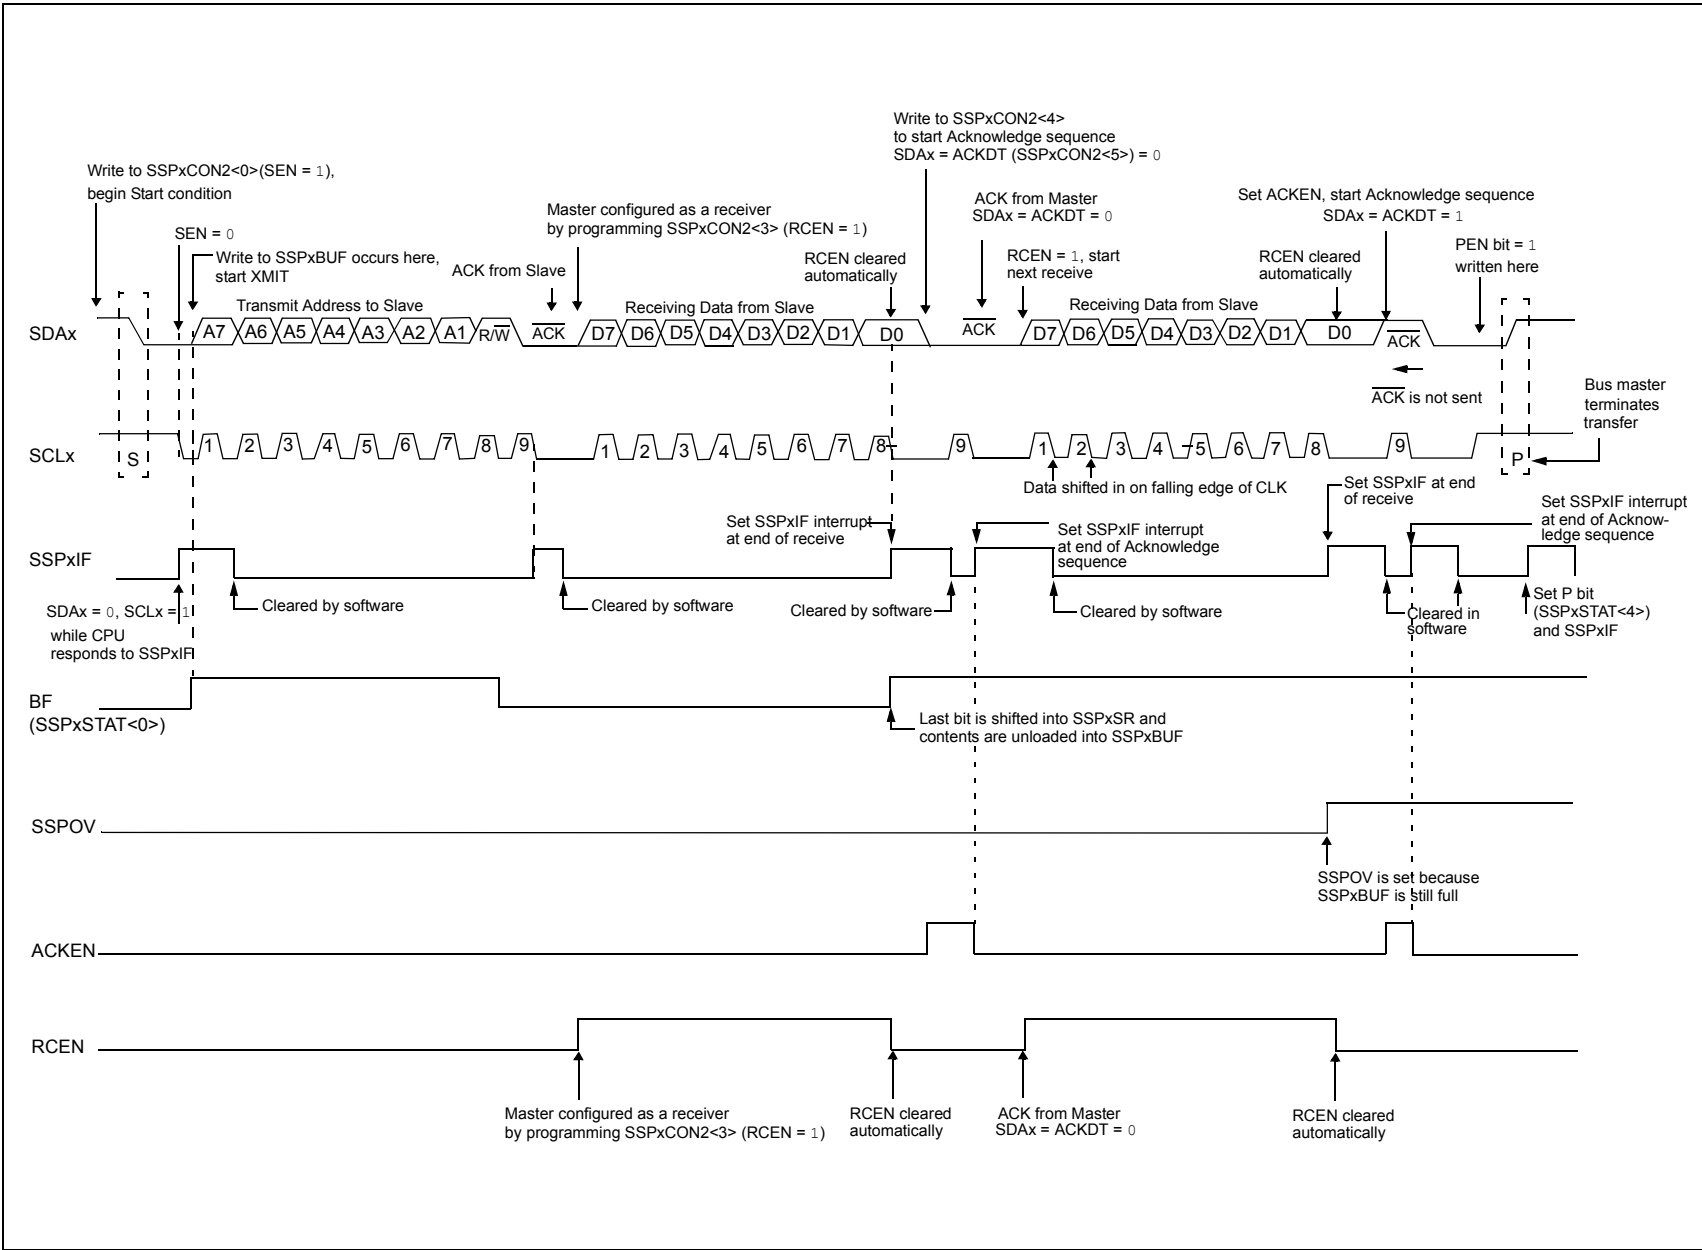 Write to SSPxCON2<4>
to start Acknowledge sequence
SDAx = ACKDT (SSPxCON2<5>) = 0
Write to SSPxCON2<0>(SEN = 1),
begin Start condition
ACK from Master
SDAx = ACKDT = 0
Set ACKEN, start Acknowledge sequence
SDAx = ACKDT = 1
Master configured as a receiver
by programming SSPxCON2<3> (RCEN = 1)
SEN = 0
PEN bit = 1
written here
Write to SSPxBUF occurs here,
start XMIT
RCEN cleared
automatically
RCEN = 1, start
next receive
RCEN cleared
automatically
ACK from Slave
Transmit Address to Slave
Receiving Data from Slave
Receiving Data from Slave
SDAx
A7 A6 A5 A4 A3 A2 A1 R/W ACK D7 D6 D5 D4 D3 D2 D1 D0 ACK D7 D6 D5 D4 D3 D2 D1 D0 ACK
ACK is not sent
Bus master
terminates
transfer
SCLx
S 1 2 3 4 5 6 7 8 9 1 2 3 4 5 6 7 8 9 1 2 3 4 5 6 7 8 9 P
Data shifted in on falling edge of CLK
Set SSPxIF at end
of receive
Set SSPxIF interrupt
at end of receive
Set SSPxIF interrupt
at end of Acknowledge
sequence
Set SSPxIF interrupt
at end of Acknow-
ledge sequence
SSPxIF
SDAx = 0, SCLx = 1
while CPU
responds to SSPxIF
Cleared by software
Cleared by software
Cleared by software
Cleared by software
Cleared in
software
Set P bit
(SSPxSTAT<4>)
and SSPxIF
BF
(SSPxSTAT<0>)
Last bit is shifted into SSPxSR and
contents are unloaded into SSPxBUF
SSPOV
SSPOV is set because
SSPxBUF is still full
ACKEN
RCEN
Master configured as a receiver
by programming SSPxCON2<3> (RCEN = 1)
RCEN cleared
automatically
ACK from Master
SDAx = ACKDT = 0
RCEN cleared
automatically